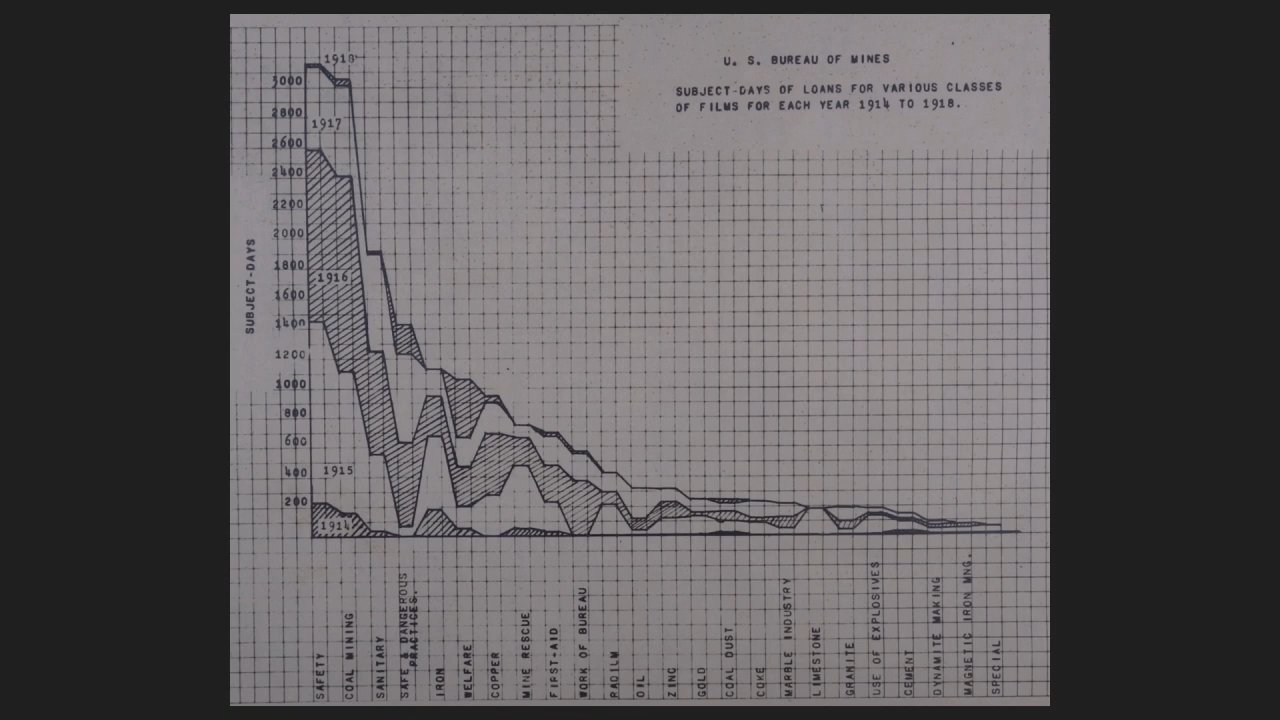 U. S. BUREAU OF MINES
SUBJECT-DAYS OF LOANS FOR VARIOUS CLASSES
OF FILMS FOR EACH YEAR 1914 TO 1918.
SUBJECT-DAYS
3000
2800
2600
2400
2200
2000
1800
1600
1400
1200
1000
800
600
400
200
1918
1917
1916
1915
1914
SAFETY
COAL MINING
SANITARY
SAFE & DANGEROUS
PRACTICES.
IRON
WELFARE
COPPER
MINE RESCUE
FIRST-AID
WORK OF BUREAU
RADIUM
OIL
ZINC
GOLD
COAL DUST
COKE
MARBLE INDUSTRY
LIMESTONE
GRANITE
USE OF EXPLOSIVES
CEMENT
DYNAMITE MAKING
MAGNETIC IRON MNG.
SPECIAL